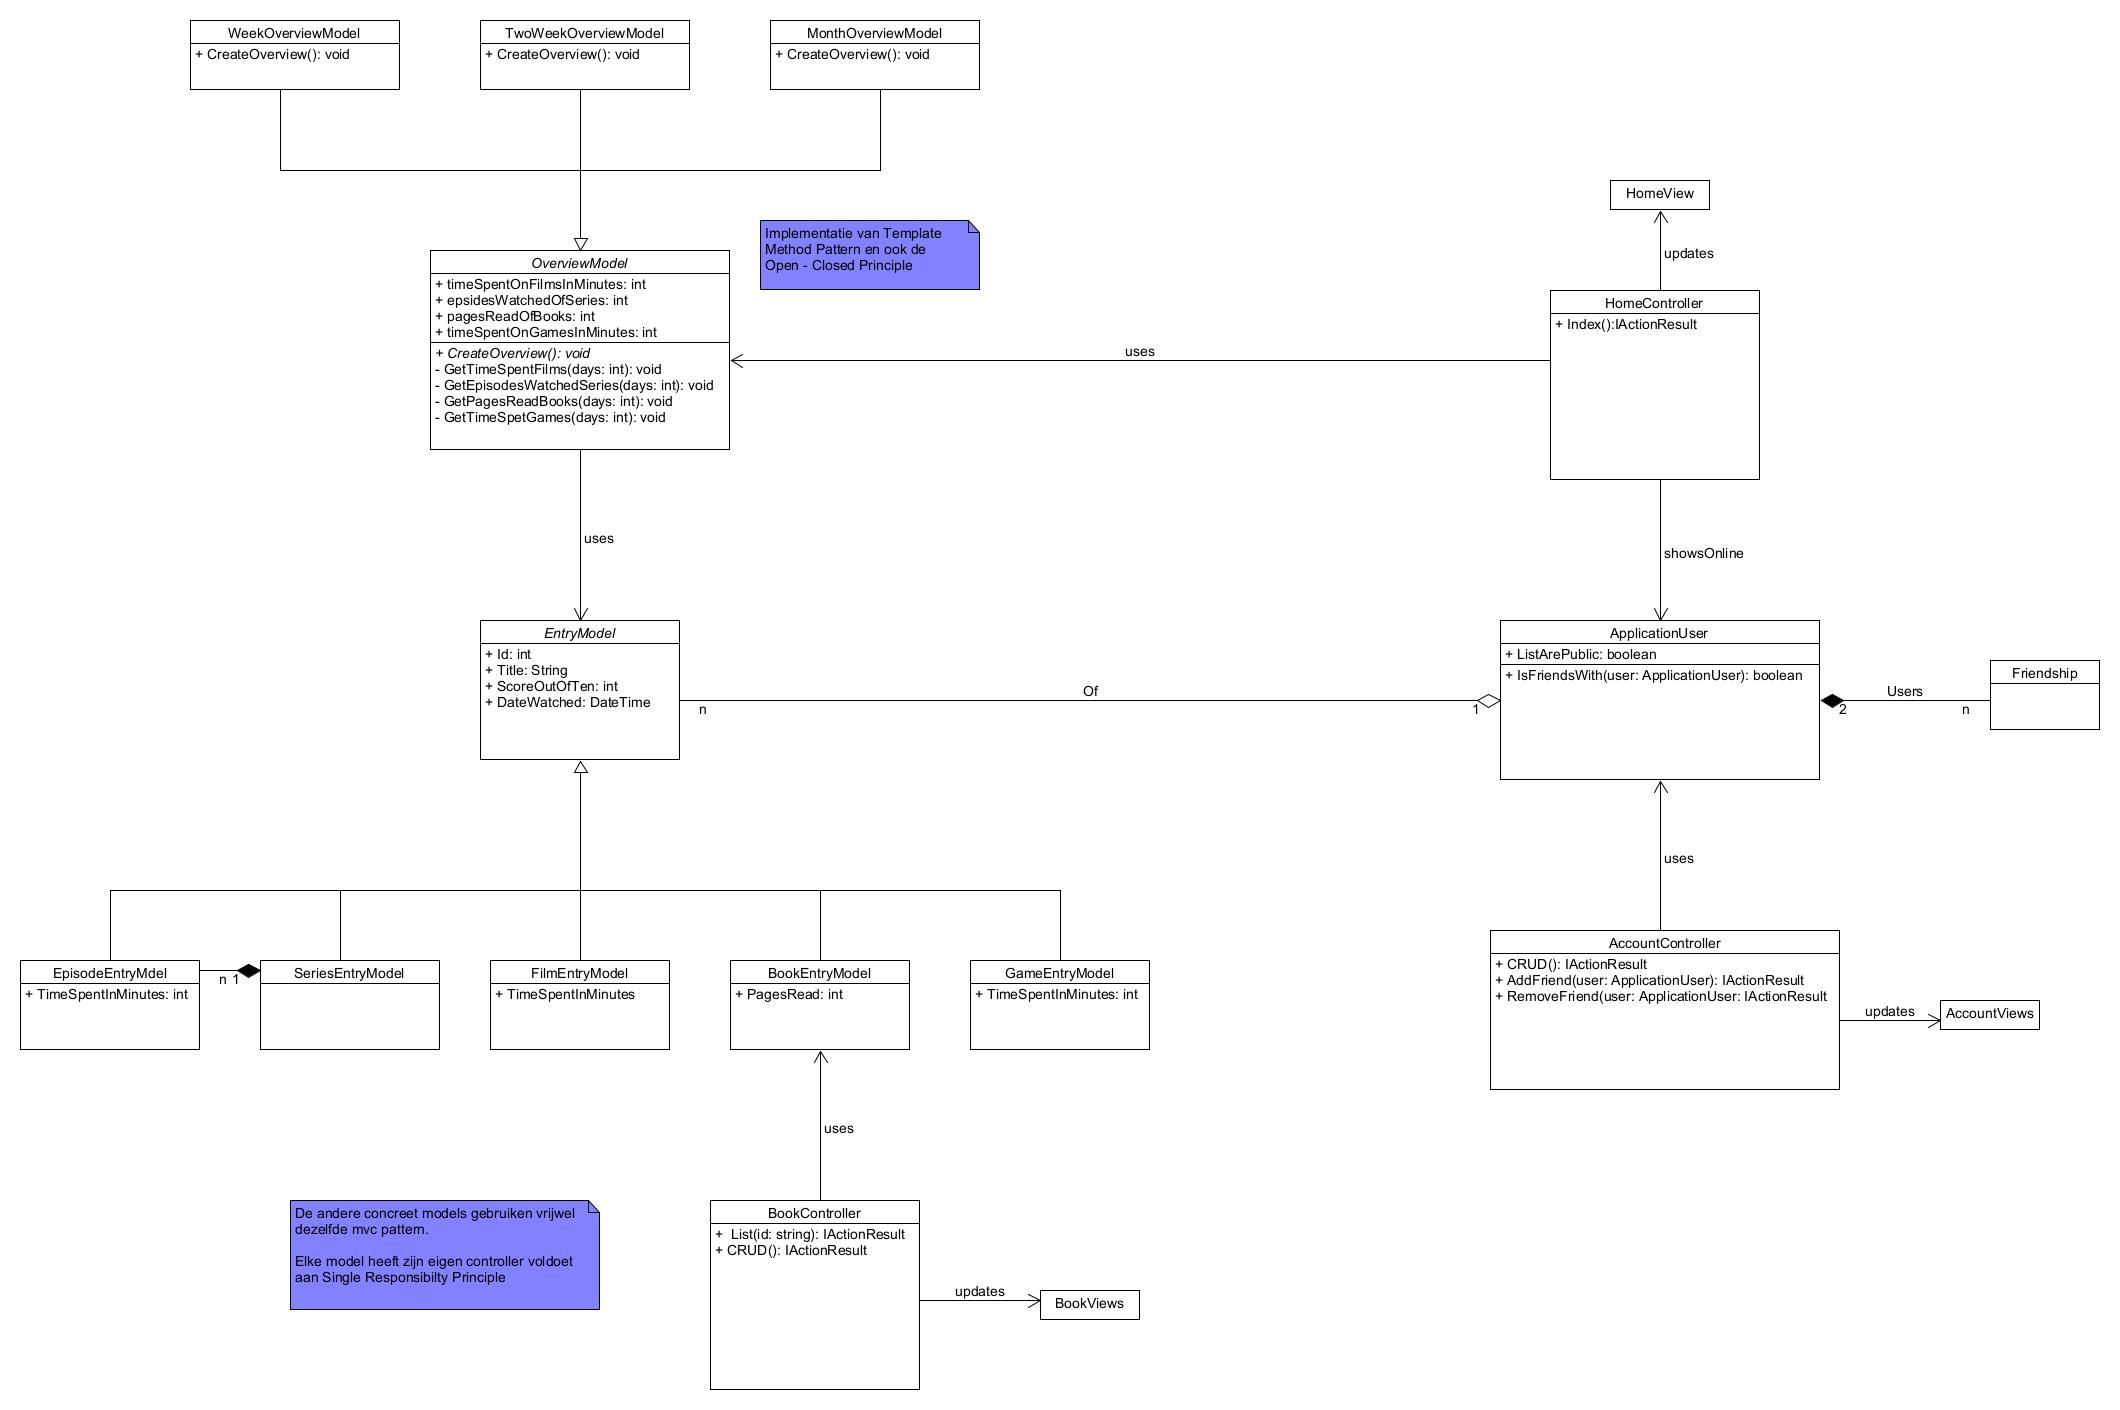 WeekOverviewModel
+ CreateOverview(): void
TwoWeekOverviewModel
+ CreateOverview(): void
MonthOverviewModel
+ CreateOverview(): void
HomeView
updates
Implementatie van Template
Method Pattern en ook de
Open - Closed Principle
OverviewModel
+ timeSpentOnFilmsInMinutes: int
+ epsidesWatchedOfSeries: int
+ pagesReadOfBooks: int
+ timeSpentOnGamesInMinutes: int
+ CreateOverview(): void
- GetTimeSpentFilms(days: int): void
- GetEpisodesWatchedSeries(days: int): void
- GetPagesReadBooks(days: int): void
- GetTimeSpetGames(days: int): void
uses
HomeController
+ Index():IActionResult
uses
showsOnline
EntryModel
+ Id: int
+ Title: String
+ ScoreOutOfTen: int
+ DateWatched: DateTime
Of
n
1
ApplicationUser
+ ListArePublic: boolean
+ IsFriendsWith(user: ApplicationUser): boolean
Users
2
n
Friendship
uses
EpisodeEntryMdel
+ TimeSpentInMinutes: int
n 1
SeriesEntryModel
FilmEntryModel
+ TimeSpentInMinutes
BookEntryModel
+ PagesRead: int
GameEntryModel
+ TimeSpentInMinutes: int
AccountController
+ CRUD(): IActionResult
+ AddFriend(user: ApplicationUser): IActionResult
+ RemoveFriend(user: ApplicationUser: IActionResult
updates
AccountViews
uses
De andere concreet models gebruiken vrijwel
dezelfde mvc pattern.
Elke model heeft zijn eigen controller voldoet
aan Single Responsibilty Principle
BookController
+  List(id: string): IActionResult
+ CRUD(): IActionResult
updates
BookViews